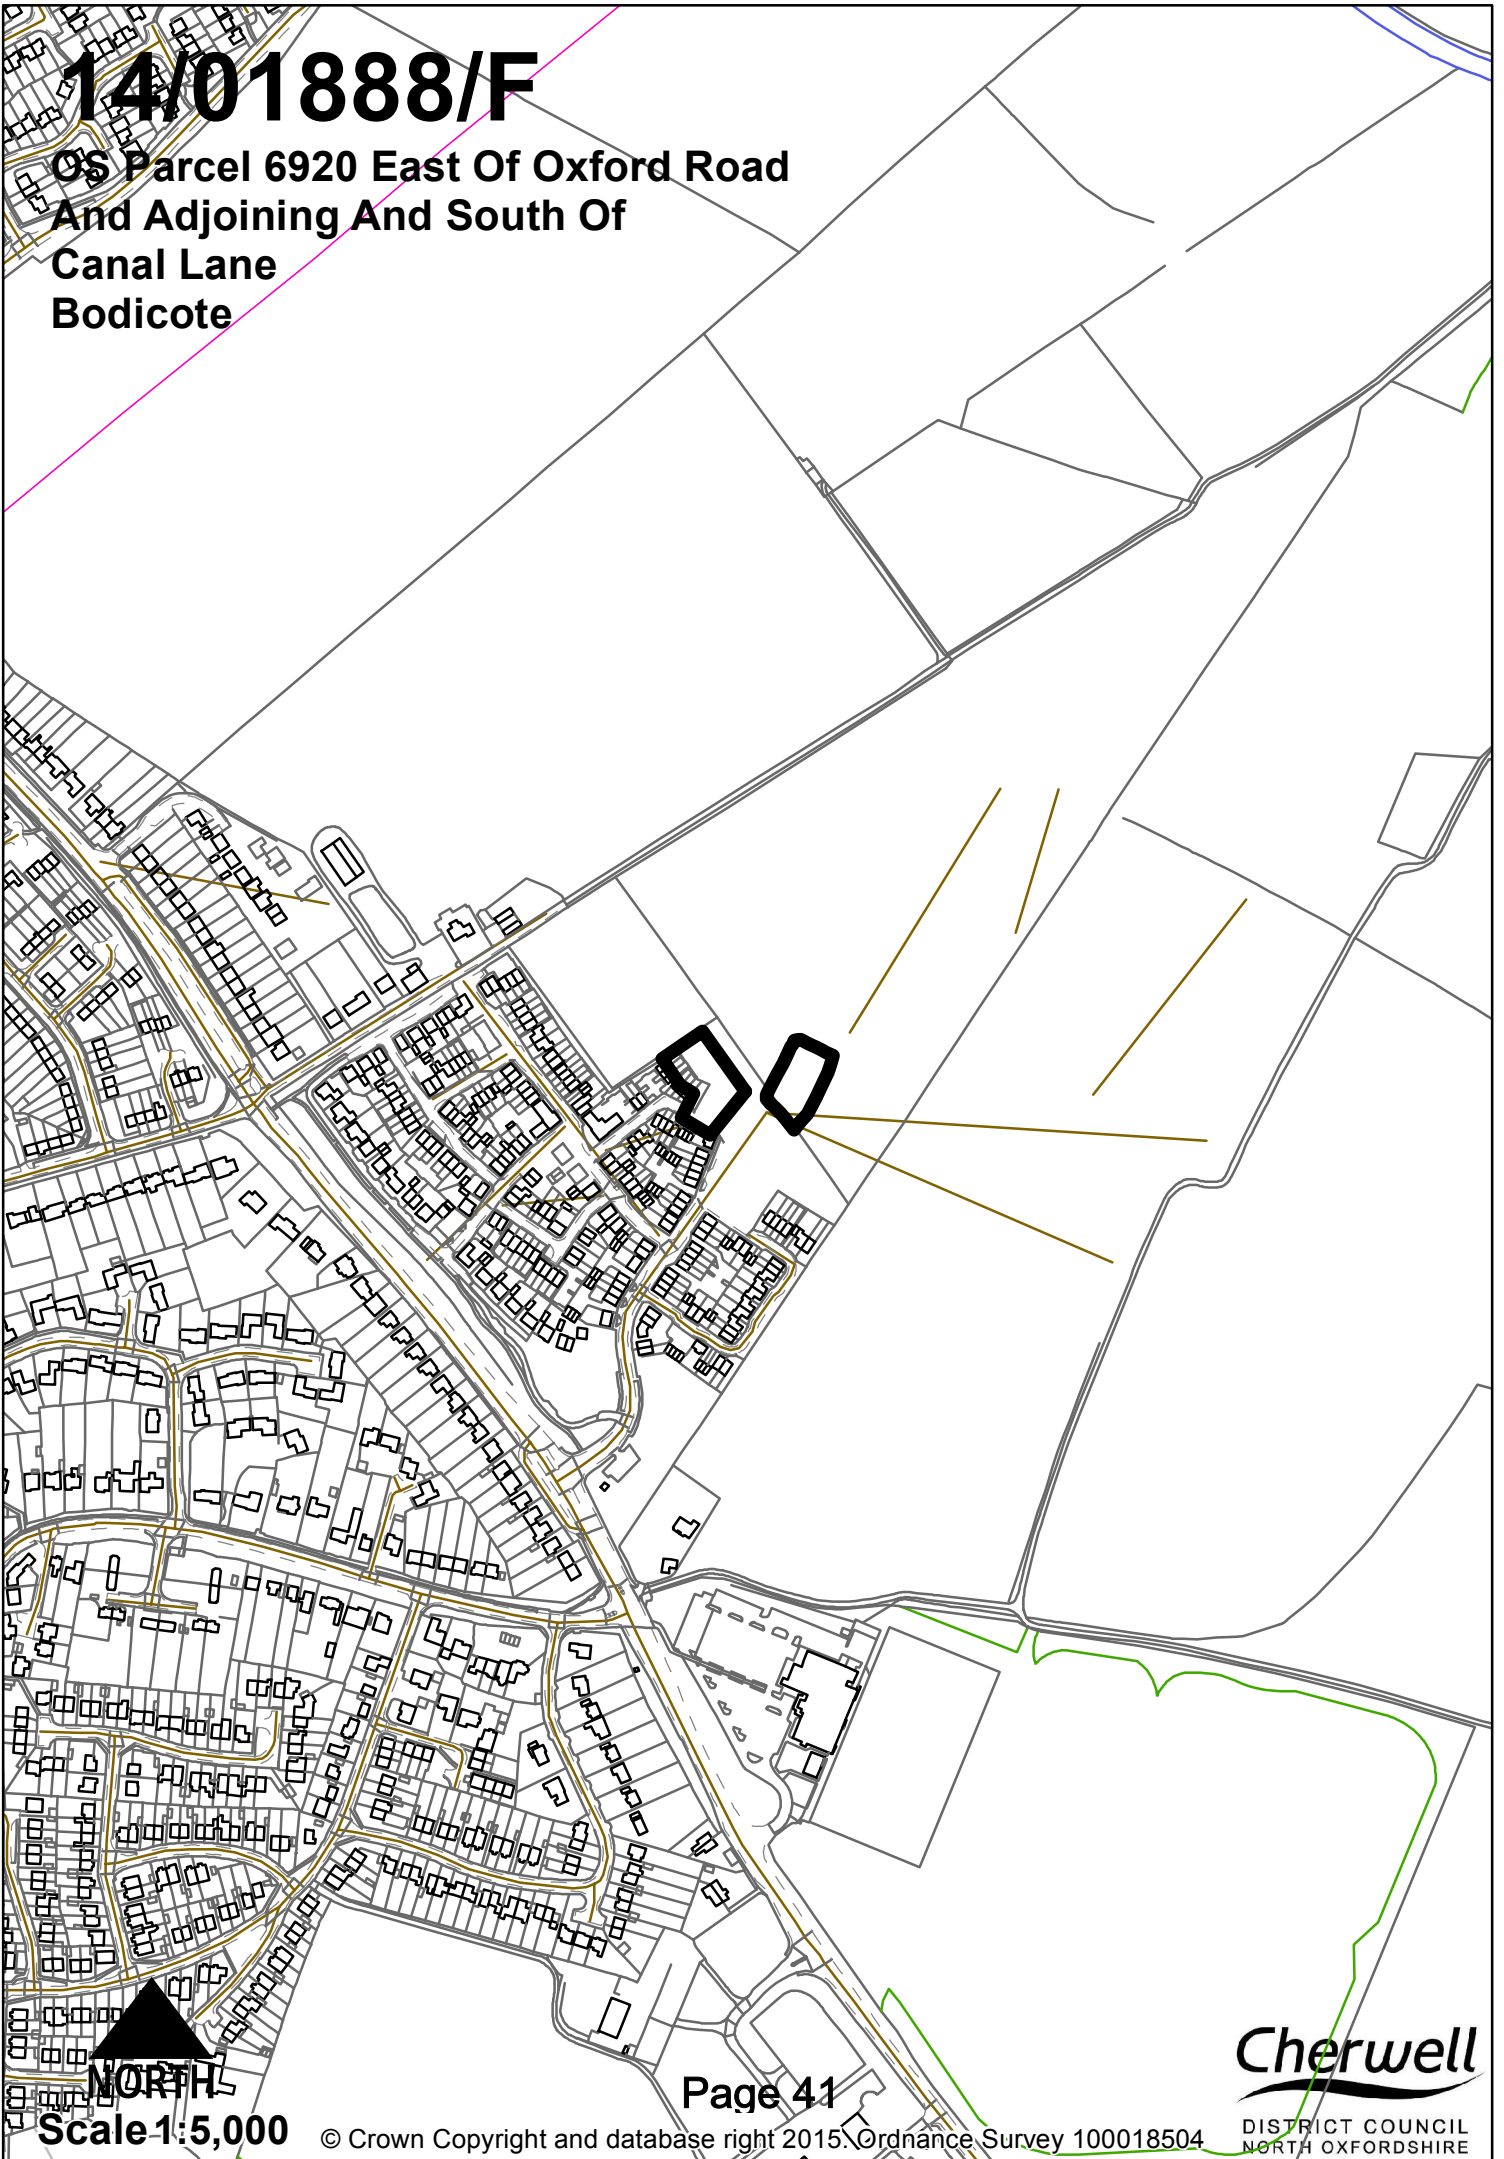 14/01888/F
OS Parcel 6920 East Of Oxford Road
And Adjoining And South Of
Canal Lane
Bodicote
NORTH
Scale 1:5,000
© Crown Copyright and database right 2015. Ordnance Survey 100018504
Page 41
Cherwell
DISTRICT COUNCIL
NORTH OXFORDSHIRE